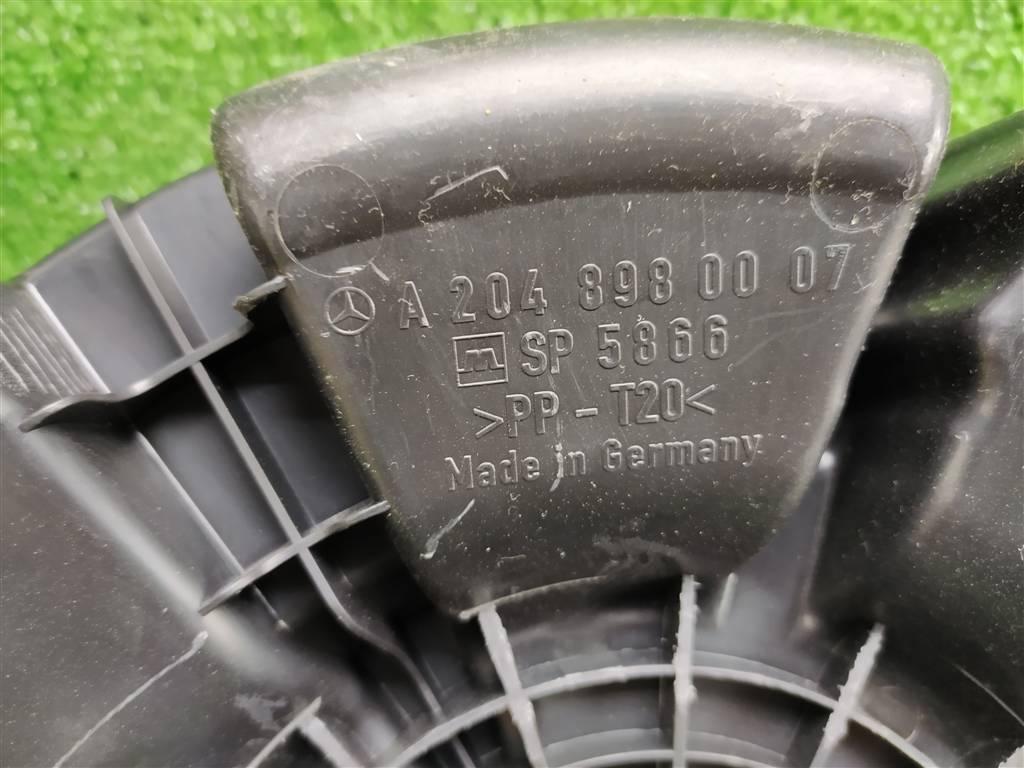 A 204 898 00 07
SP 5866
>PP-T20<
Made in Germany